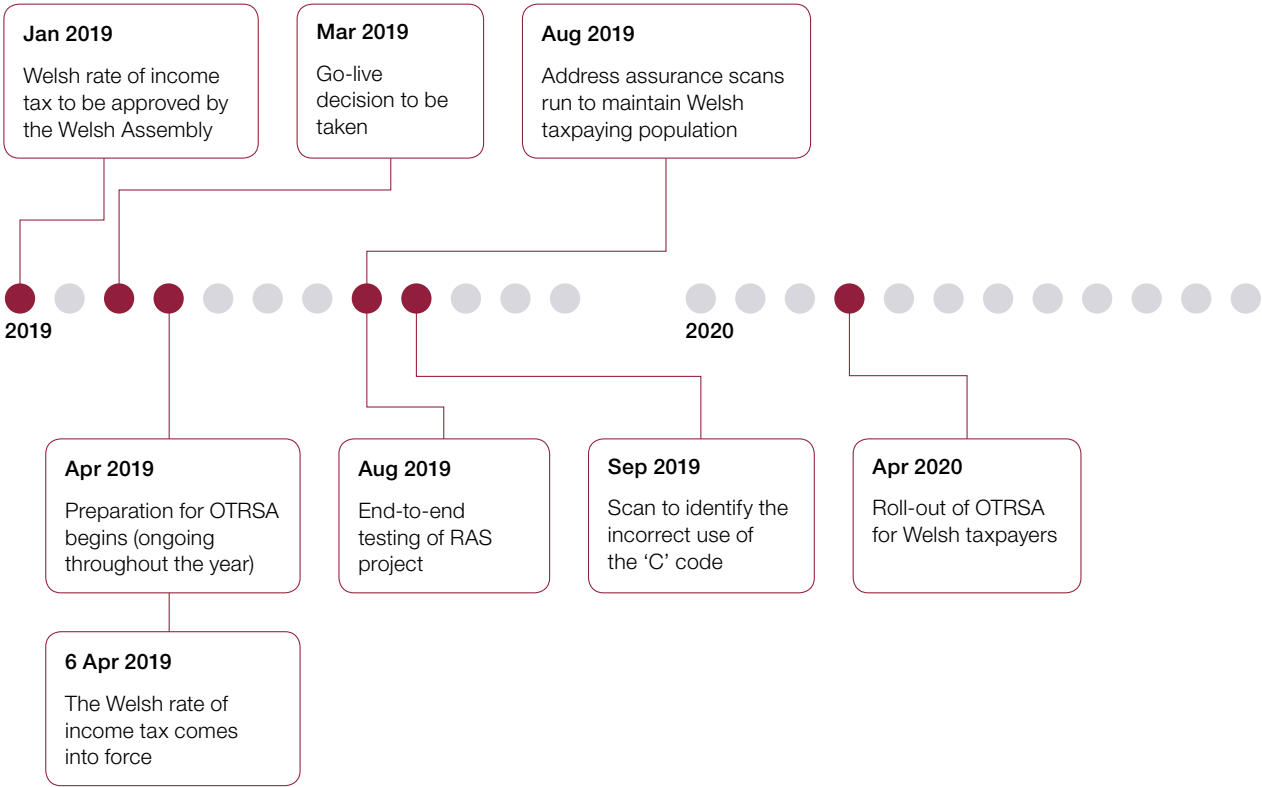 Jan 2019
Welsh rate of income
tax to be approved by
the Welsh Assembly
Mar 2019
Go-live
decision to be
taken
Aug 2019
Address assurance scans
run to maintain Welsh
taxpaying population
2019
2020
Apr 2019
Preparation for OTRSA
begins (ongoing
throughout the year)
6 Apr 2019
The Welsh rate of
income tax comes
into force
Aug 2019
End-to-end
testing of RAS
project
Sep 2019
Scan to identify the
incorrect use of
the ‘C’ code
Apr 2020
Roll-out of OTRSA
for Welsh taxpayers